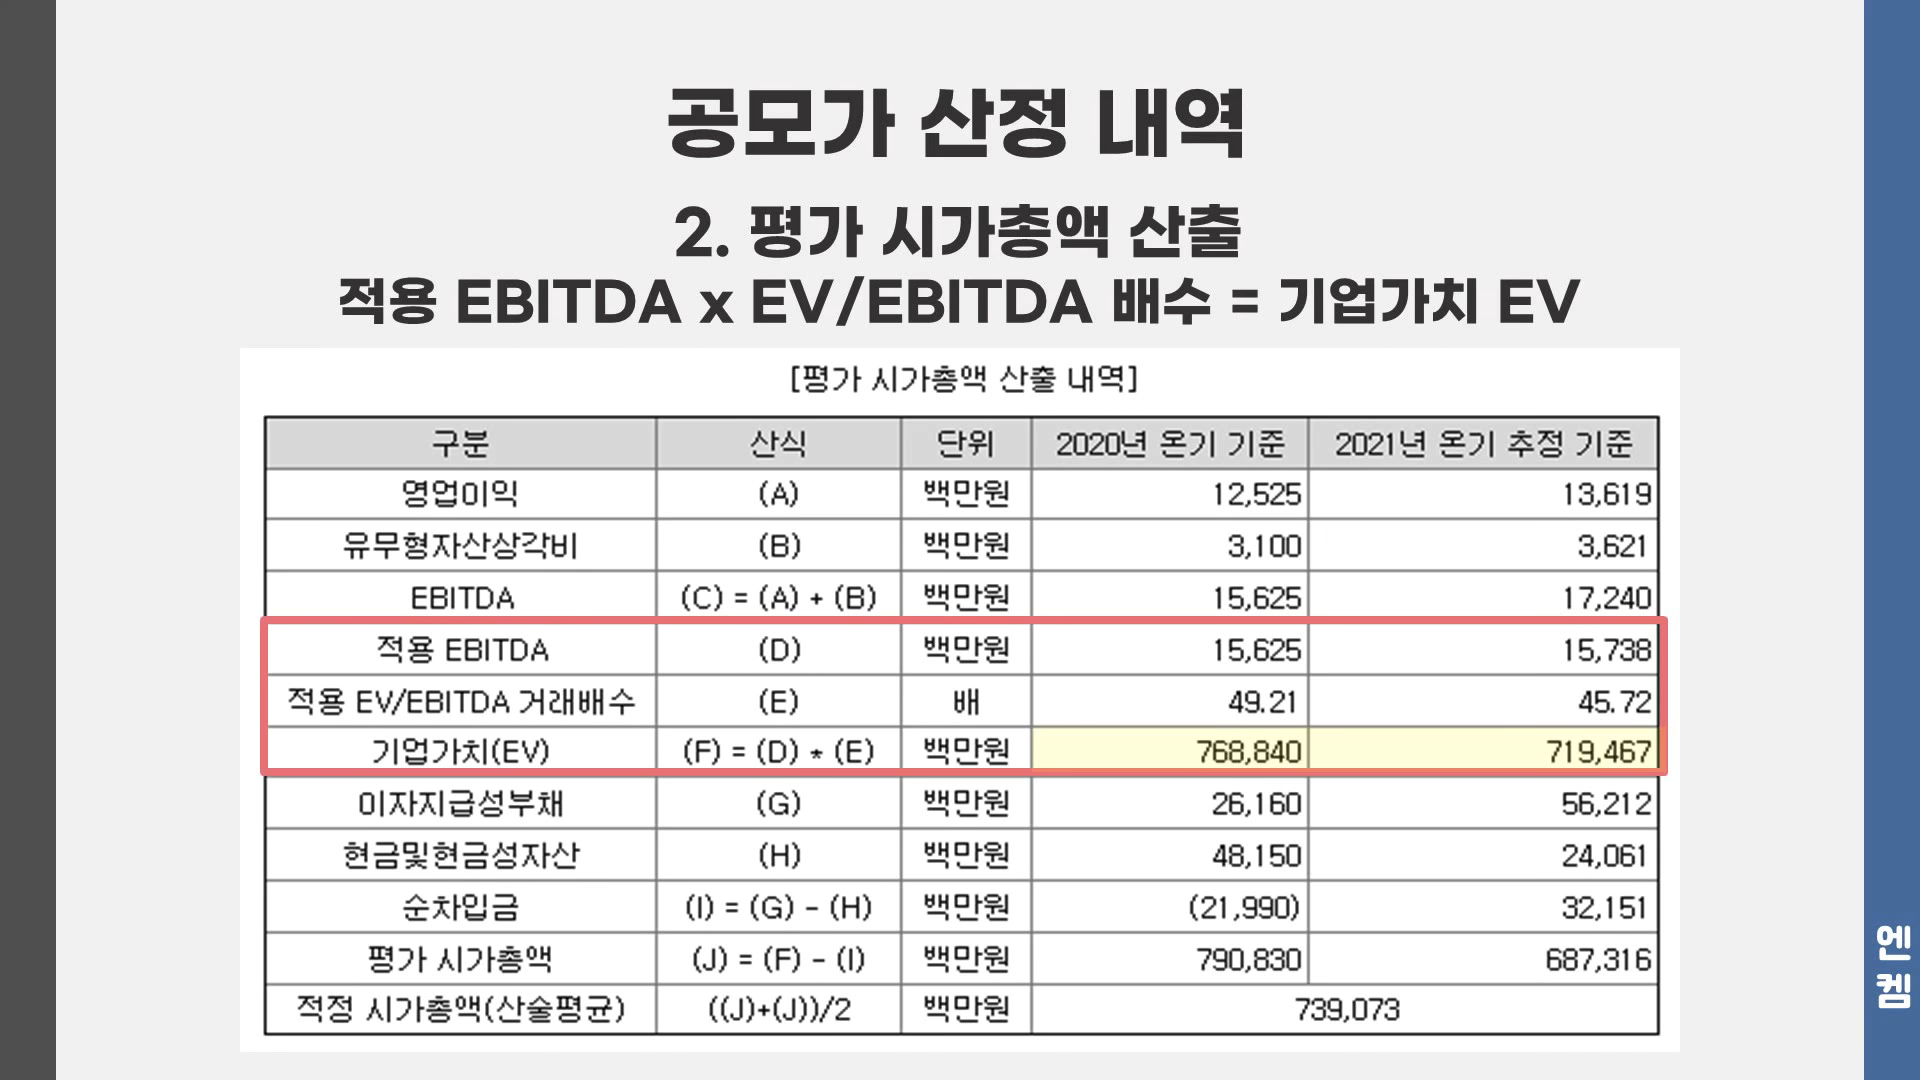 공모가 산정 내역
2. 평가 시가총액 산출
적용 EBITDA x EV/EBITDA 배수 = 기업가치 EV
[평가 시가총액 산출 내역]
구분 산식 단위 2020년 온기 기준 2021년 온기 추정 기준
영업이익 (A) 백만원 12,525 13,619
유무형자산상각비 (B) 백만원 3,100 3,621
EBITDA (C) = (A) + (B) 백만원 15,625 17,240
적용 EBITDA (D) 백만원 15,625 15,738
적용 EV/EBITDA 거래배수 (E) 배 49.21 45.72
기업가치(EV) (F) = (D) * (E) 백만원 768,840 719,467
이자지급성부채 (G) 백만원 26,160 56,212
현금및현금성자산 (H) 백만원 48,150 24,061
순차입금 (I) = (G) - (H) 백만원 (21,990) 32,151
평가 시가총액 (J) = (F) - (I) 백만원 790,830 687,316
적정 시가총액(산술평균) ((J)+(J))/2 백만원 739,073
엔켐